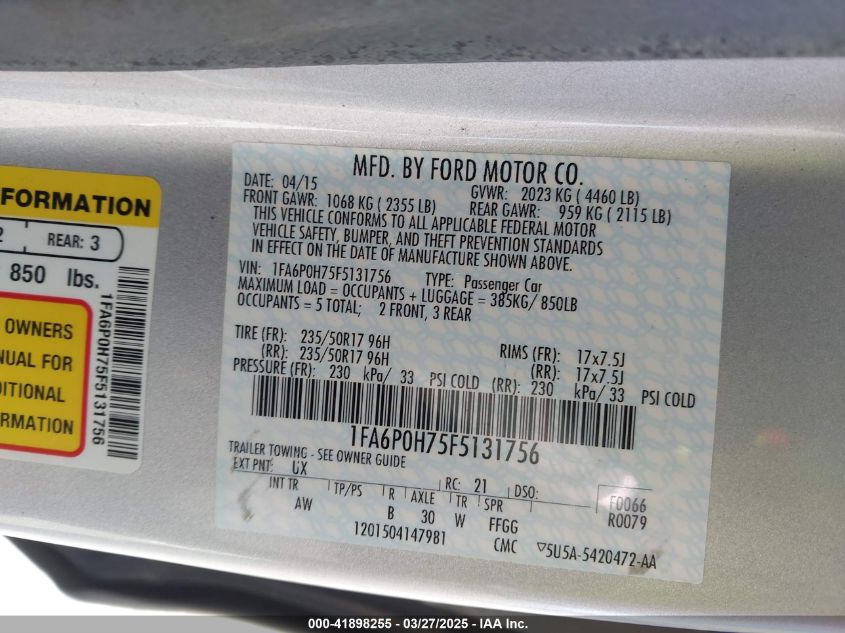 FORMATION
2 REAR: 3
850 lbs.
OWNERS
NUAL FOR
DITIONAL
RMATION
1FA6P0H75F5131756
MFD. BY FORD MOTOR CO.
DATE: 04/15 GVWR: 2023 KG ( 4460 LB)
FRONT GAWR: 1068 KG ( 2355 LB) REAR GAWR: 959 KG ( 2115 LB)
THIS VEHICLE CONFORMS TO ALL APPLICABLE FEDERAL MOTOR
VEHICLE SAFETY, BUMPER, AND THEFT PREVENTION STANDARDS
IN EFFECT ON THE DATE OF MANUFACTURE SHOWN ABOVE.
VIN: 1FA6P0H75F5131756 TYPE: Passenger Car
MAXIMUM LOAD = OCCUPANTS + LUGGAGE = 385KG/ 850LB
OCCUPANTS = 5 TOTAL; 2 FRONT, 3 REAR
TIRE (FR): 235/50R17 96H RIMS (FR): 17x7.5J
(RR): 235/50R17 96H (RR): 17x7.5J
PRESSURE (FR): 230 kPa/ 33 PSI COLD (RR): 230 kPa/ 33 PSI COLD
1FA6P0H75F5131756
TRAILER TOWING - SEE OWNER GUIDE
EXT PNT: UX RC: 21 DSO: F0066
INT TR TP/PS R AXLE TR SPR R0079
AW B 30 W FFGG
1201504147981 CMC ▽5U5A-5420472-AA
000-41898255 — 03/27/2025 — IAA Inc.